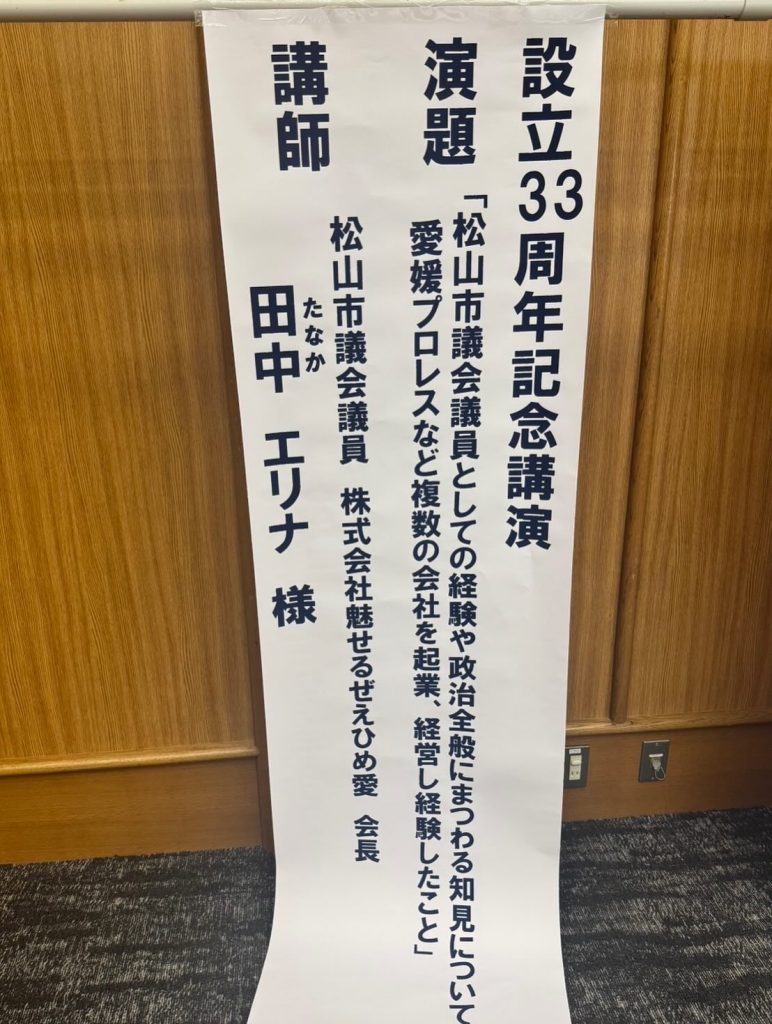 設立33周年記念講演
演題
「松山市議会議員としての経験や政治全般にまつわる知見について
愛媛プロレスなど複数の会社を起業、経営し経験したこと」
講師
松山市議会議員 株式会社魅せるぜえひめ愛 会長
たなか
田中 エリナ 様